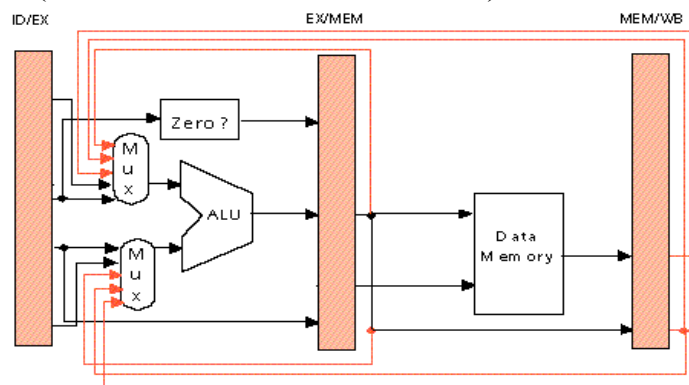 ID/EX
EX/MEM
MEM/WB
Zero ?
M
u
x
ALU
M
u
x
Data
Memory